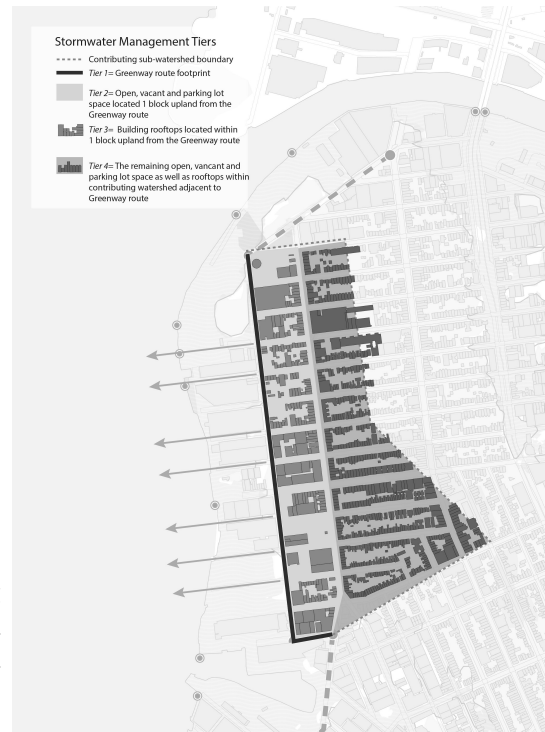 Stormwater Management Tiers
Contributing sub-watershed boundary
Tier 1= Greenway route footprint
Tier 2= Open, vacant and parking lot
space located 1 block upland from the
Greenway route
Tier 3= Building rooftops located within
1 block upland from the Greenway route
Tier 4= The remaining open, vancant and
parking lot space as well as rooftops within
contributing watershed adjacent to
Greenway route